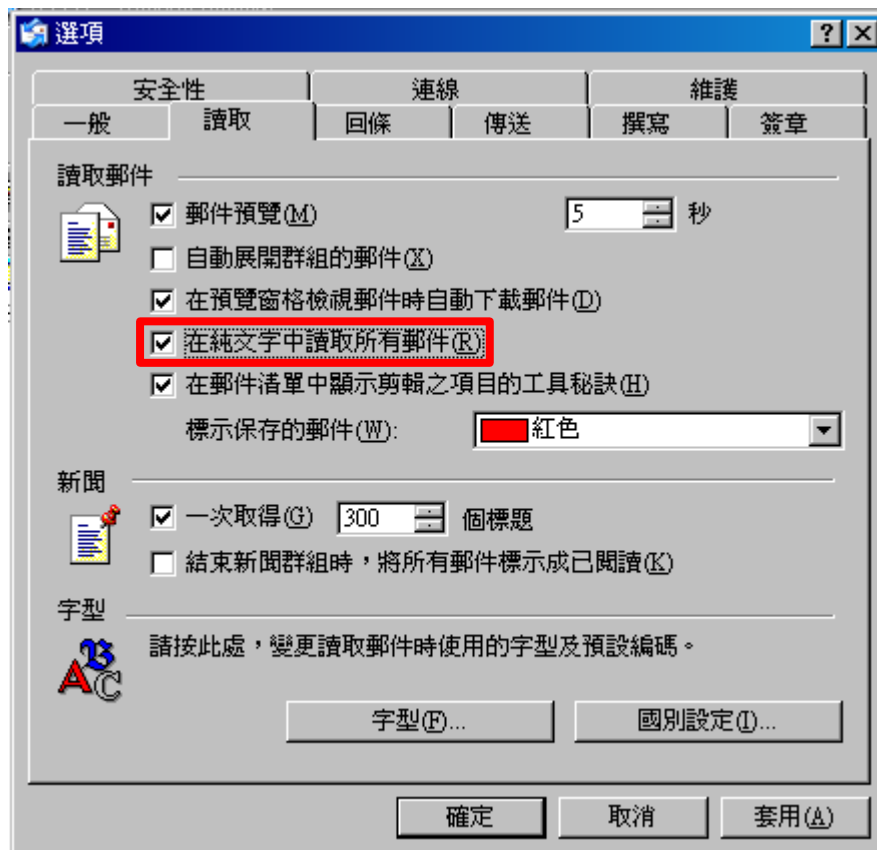 選項
安全性 連線 維護
一般 讀取 回條 傳送 撰寫 簽章
讀取郵件
郵件預覽(M) 5 秒
自動展開群組的郵件(X)
在預覽窗格檢視郵件時自動下載郵件(D)
在純文字中讀取所有郵件(R)
在郵件清單中顯示剪輯之項目的工具秘訣(H)
標示保存的郵件(W): 紅色
新聞
一次取得(G) 300 個標題
結束新聞群組時，將所有郵件標示成已閱讀(K)
字型
請按此處，變更讀取郵件時使用的字型及預設編碼。
字型(F)... 國別設定(I)...
確定 取消 套用(A)